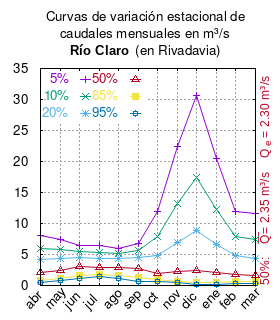 Curvas de variación estacional de
caudales mensuales en m³/s
Río Claro (en Rivadavia)
35
30
25
20
15
10
5
0
5% 50%
10% 85%
20% 95%
abr may jun jul ago sep oct nov dic ene feb mar
50%. Q= 2.35 m³/s Q e = 2.30 m³/s